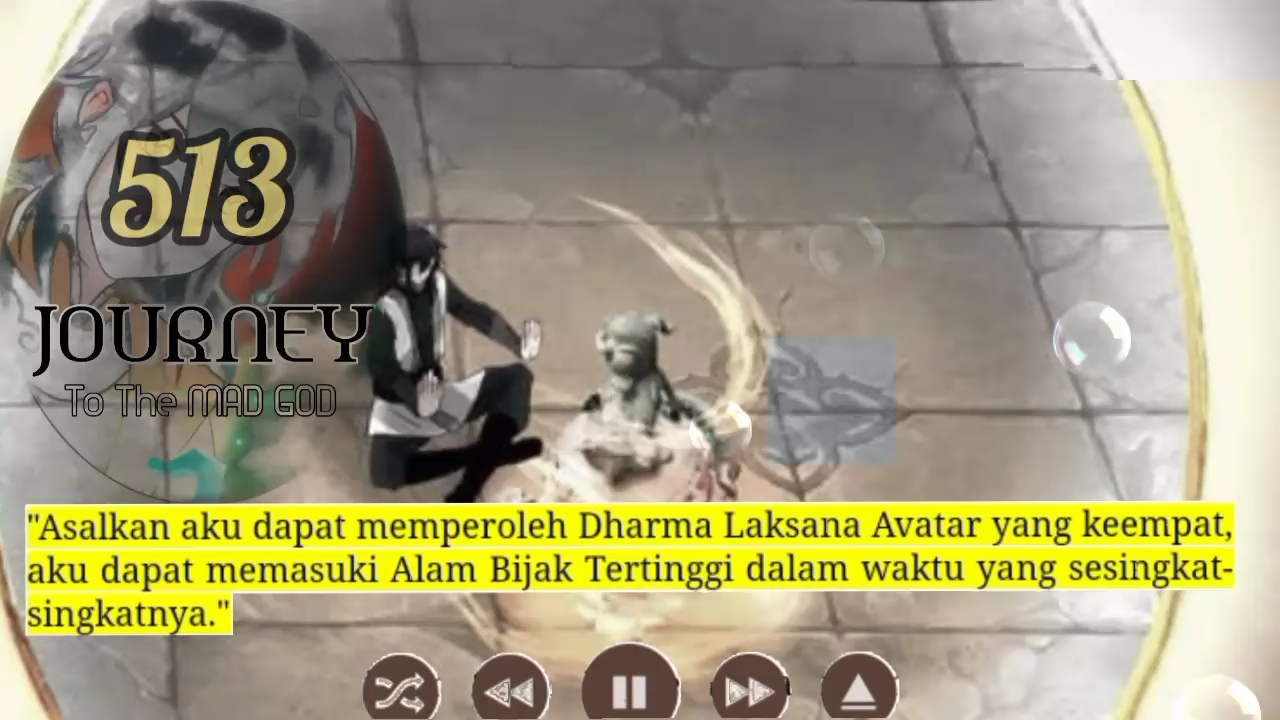 513
JOURNEY
To The MAD GOD
"Asalkan aku dapat memperoleh Dharma Laksana Avatar yang keempat,
aku dapat memasuki Alam Bijak Tertinggi dalam waktu yang sesingkat-
singkatnya."